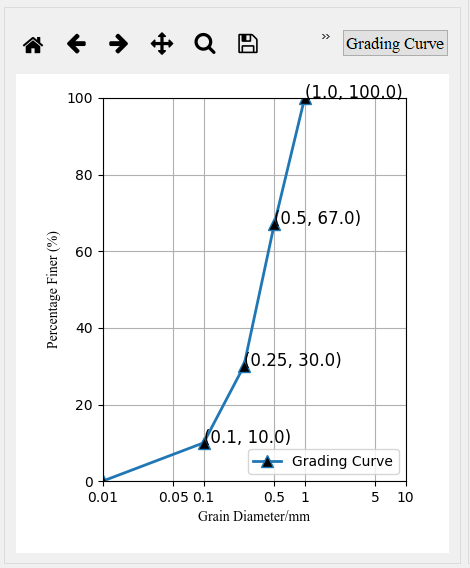 »
Grading Curve
(1.0, 100.0)
100
80
(0.5, 67.0)
60
Percentage Finer (%)
40
(0.25, 30.0)
20
(0.1, 10.0)
Grading Curve
0
0.01 0.05 0.1 0.5 1 5 10
Grain Diameter/mm